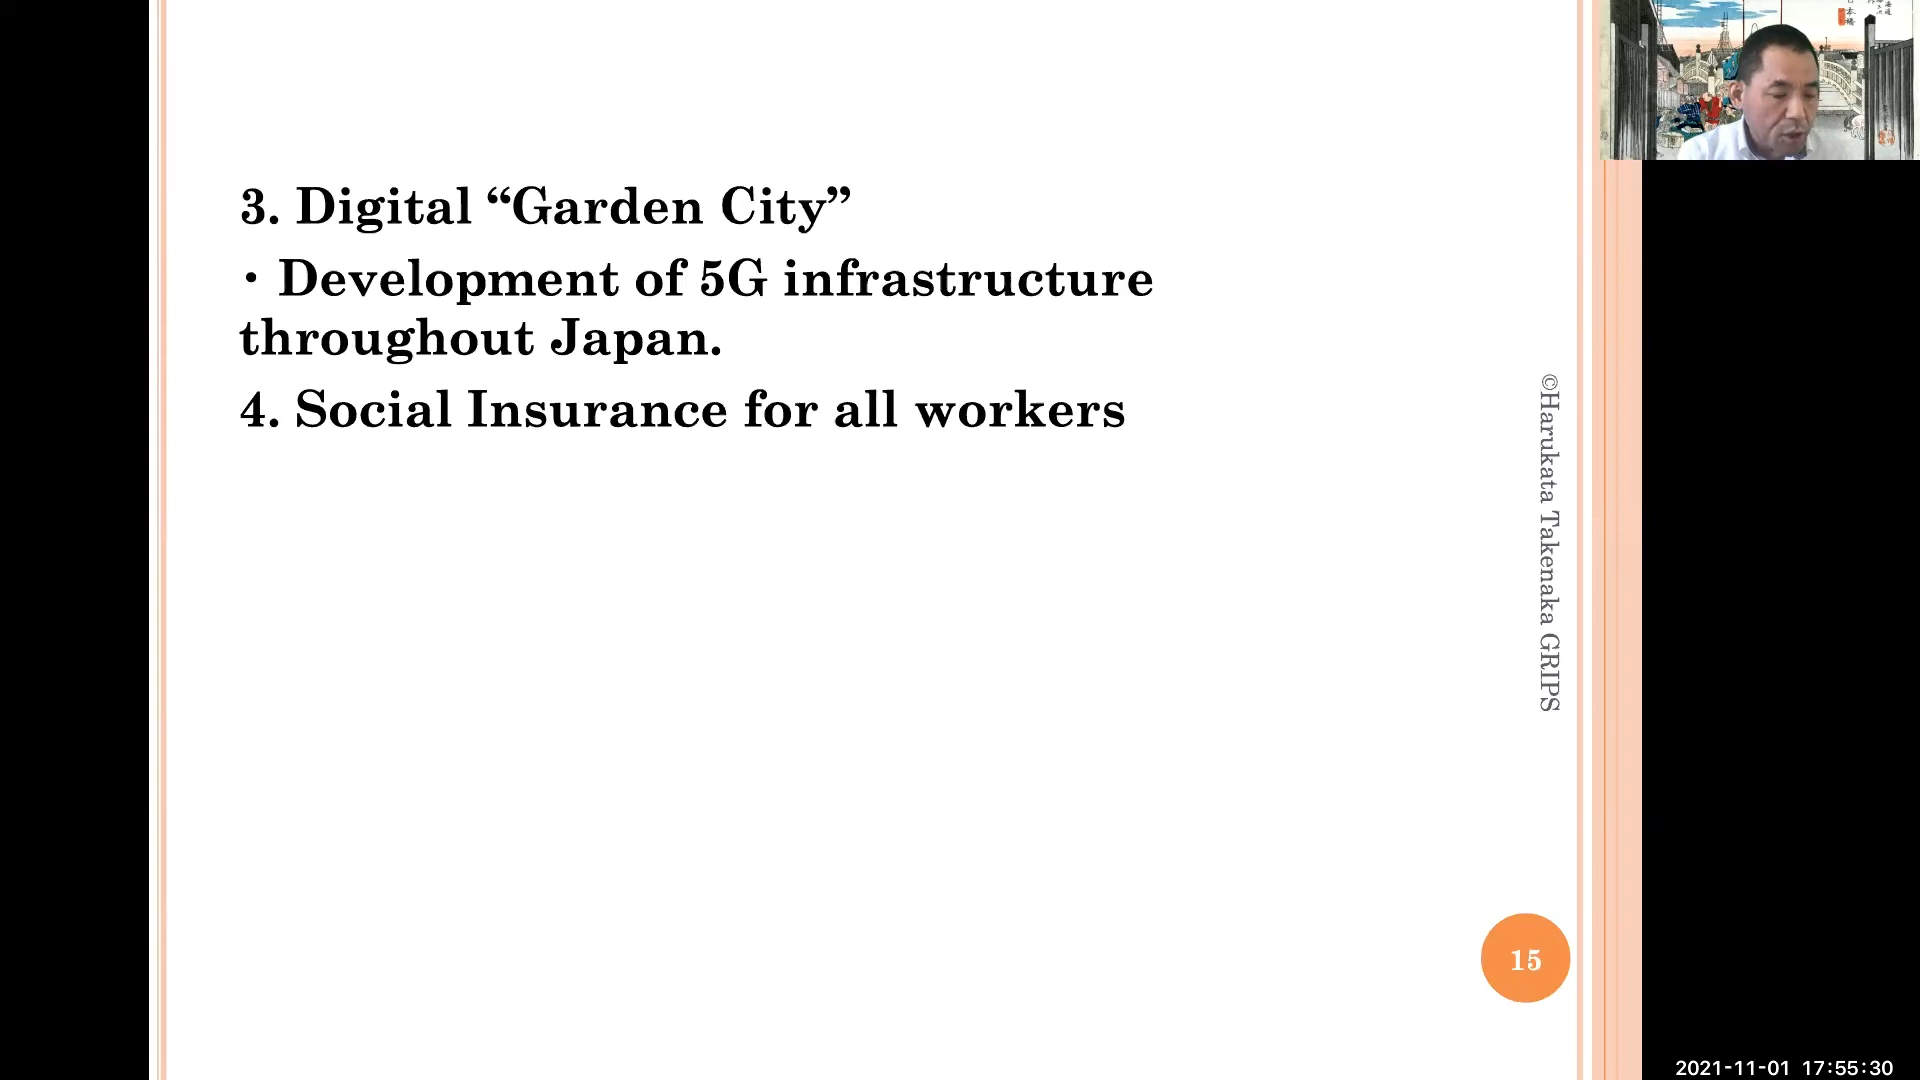 3. Digital “Garden City”
・Development of 5G infrastructure
throughout Japan.
4. Social Insurance for all workers
©Harukata Takenaka GRIPS
15
2021-11-01 17:55:30